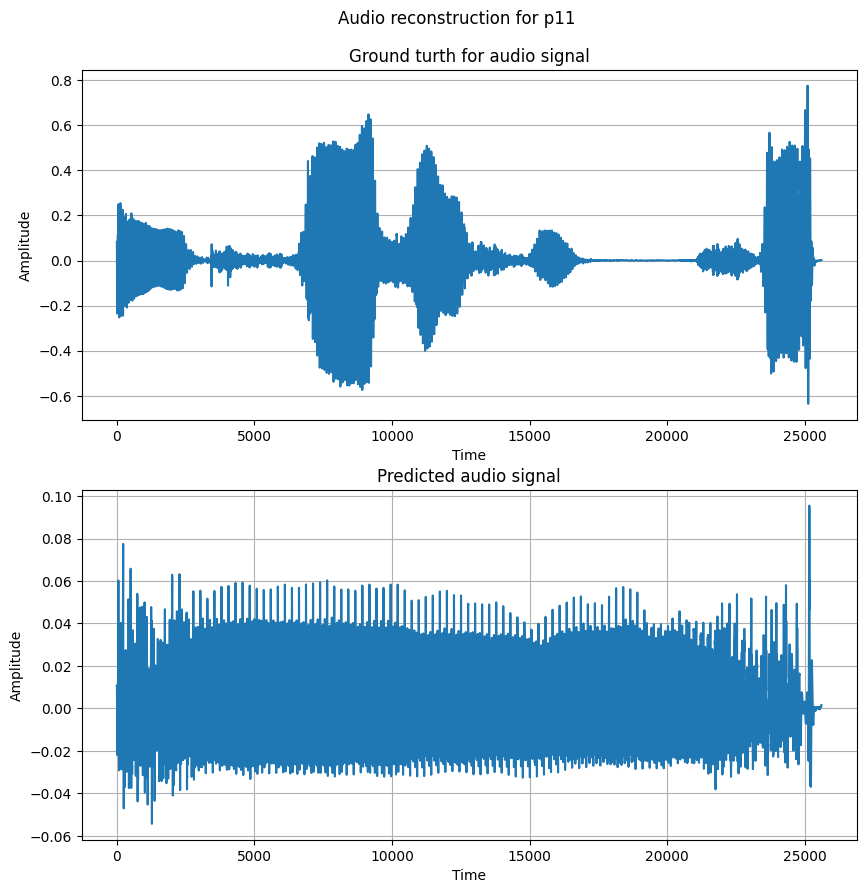 Audio reconstruction for p11
Ground turth for audio signal
0.8
0.6
0.4
0.2
0.0
−0.2
−0.4
−0.6
Amplitude
0 5000 10000 15000 20000 25000
Time
Predicted audio signal
0.10
0.08
0.06
0.04
0.02
0.00
−0.02
−0.04
−0.06
Amplitude
0 5000 10000 15000 20000 25000
Time